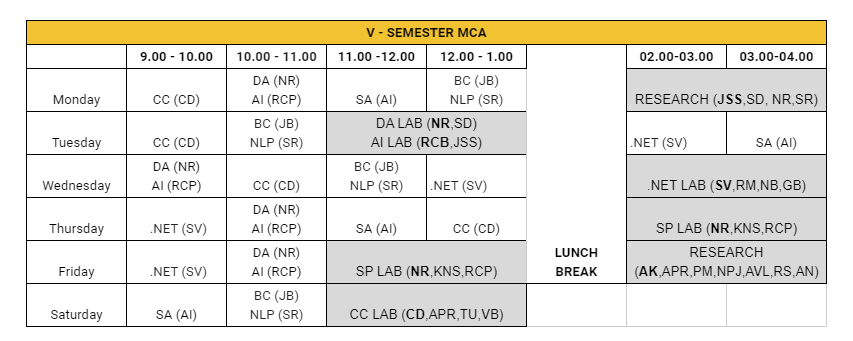 V - SEMESTER MCA
9.00 - 10.00 10.00 - 11.00 11.00 -12.00 12.00 - 1.00 02.00-03.00 03.00-04.00
Monday CC (CD) DA (NR) AI (RCP) SA (AI) BC (JB) NLP (SR) RESEARCH (JSS,SD, NR,SR)
Tuesday CC (CD) BC (JB) NLP (SR) DA LAB (NR,SD) AI LAB (RCB,JSS) .NET (SV) SA (AI)
Wednesday DA (NR) AI (RCP) CC (CD) BC (JB) NLP (SR) .NET (SV) .NET LAB (SV,RM,NB,GB)
Thursday .NET (SV) DA (NR) AI (RCP) SA (AI) CC (CD) SP LAB (NR,KNS,RCP)
Friday .NET (SV) DA (NR) AI (RCP) SP LAB (NR,KNS,RCP) LUNCH BREAK RESEARCH (AK,APR,PM,NPJ,AVL,RS,AN)
Saturday SA (AI) BC (JB) NLP (SR) CC LAB (CD,APR,TU,VB)